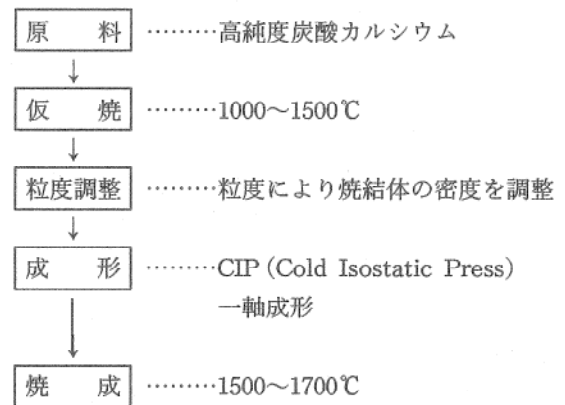 原　　料 ………高純度炭酸カルシウム
仮　　焼 ………1000～1500℃
粒度調整 ………粒度により焼結体の密度を調整
成　　形 ………CIP（Cold Isostatic Press）
一軸成形
焼　　成 ………1500～1700℃